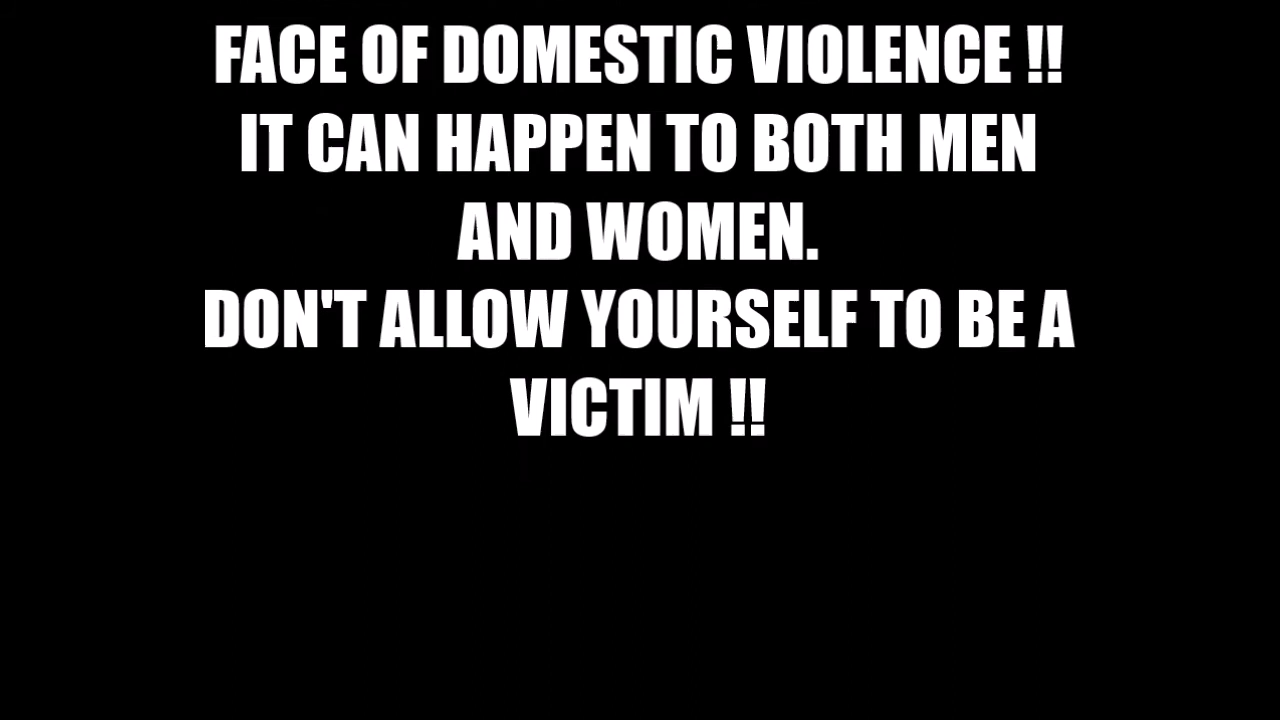 FACE OF DOMESTIC VIOLENCE !!
IT CAN HAPPEN TO BOTH MEN
AND WOMEN.
DON'T ALLOW YOURSELF TO BE A
VICTIM !!